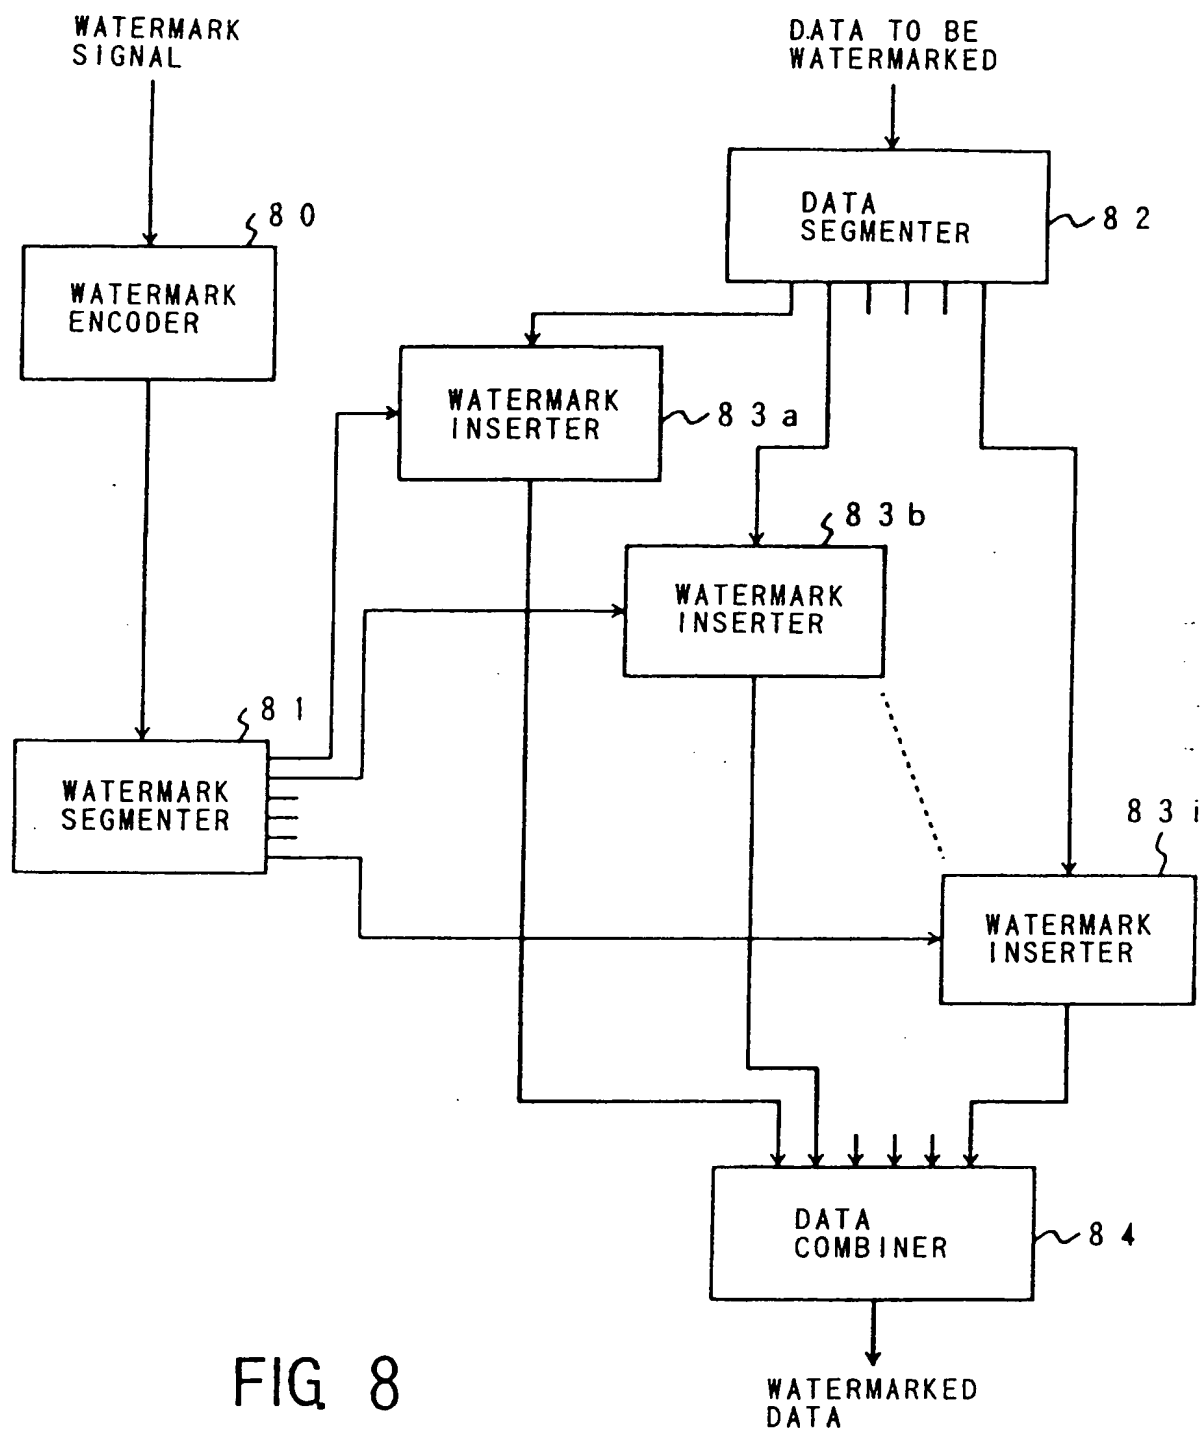 WATERMARK
SIGNAL
DATA TO BE
WATERMARKED
80
WATERMARK
ENCODER
DATA
SEGMENTER
82
WATERMARK
INSERTER
83a
83b
WATERMARK
INSERTER
81
WATERMARK
SEGMENTER
83i
WATERMARK
INSERTER
DATA
COMBINER
84
WATERMARKED
DATA
FIG. 8